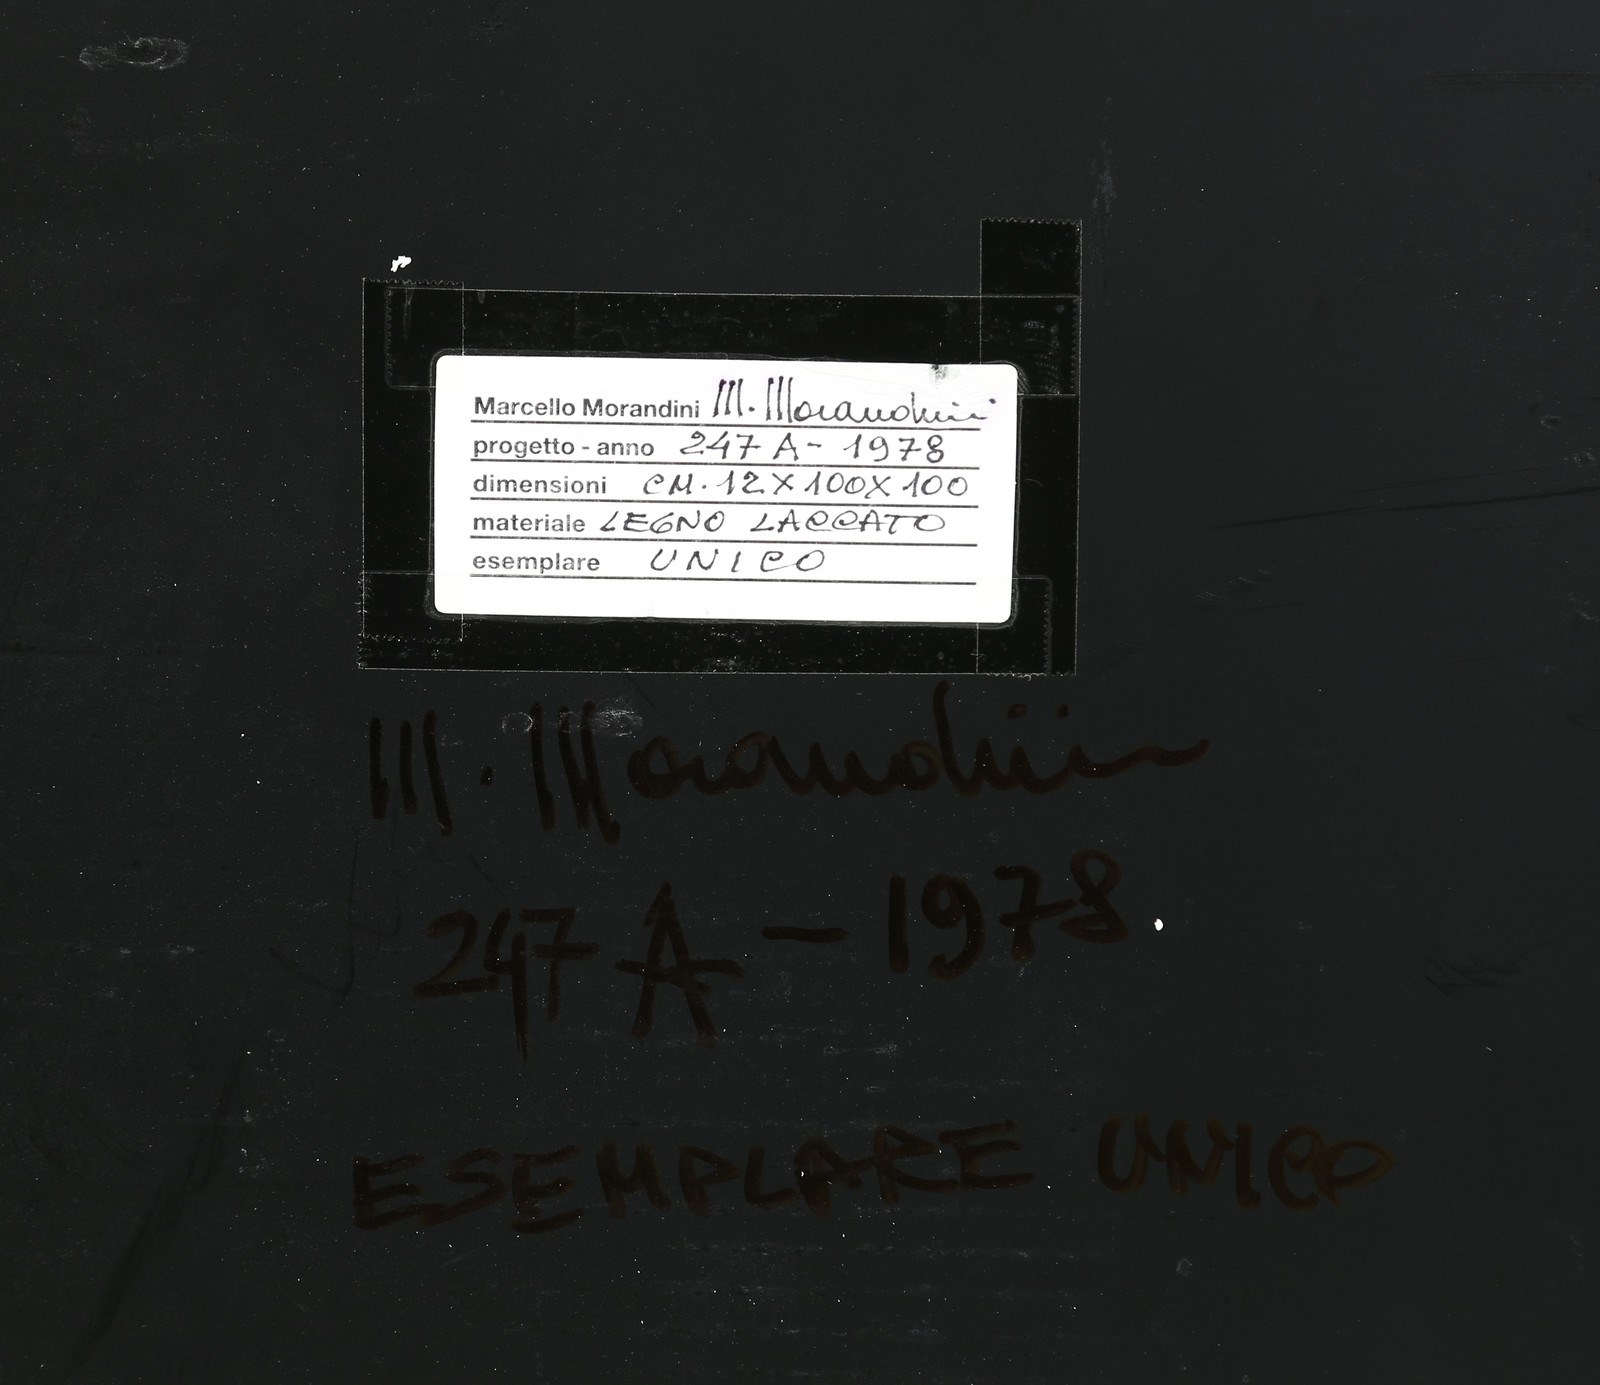 Marcello Morandini M. Morandini
progetto - anno 247 A - 1978
dimensioni CM. 12 X 100 X 100
materiale LEGNO LACCATO
esemplare UNICO
M. Morandini
247 A - 1978
ESEMPLARE UNICO